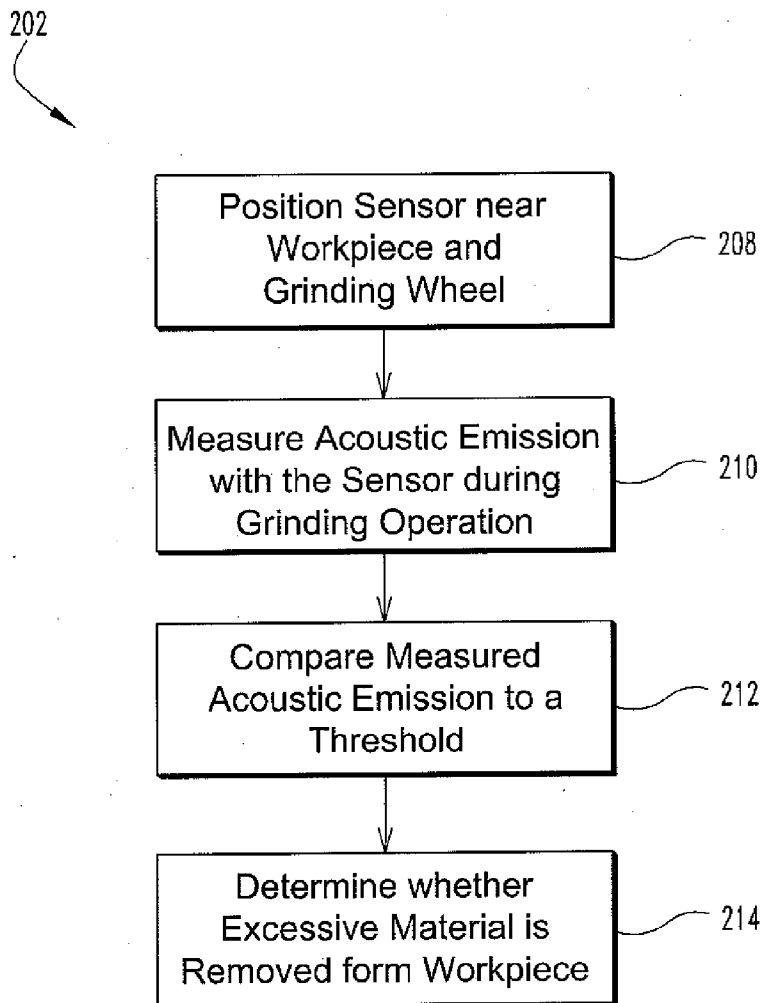 202
Position Sensor near
Workpiece and
Grinding Wheel
208
Measure Acoustic Emission
with the Sensor during
Grinding Operation
210
Compare Measured
Acoustic Emission to a
Threshold
212
Determine whether
Excessive Material is
Removed form Workpiece
214